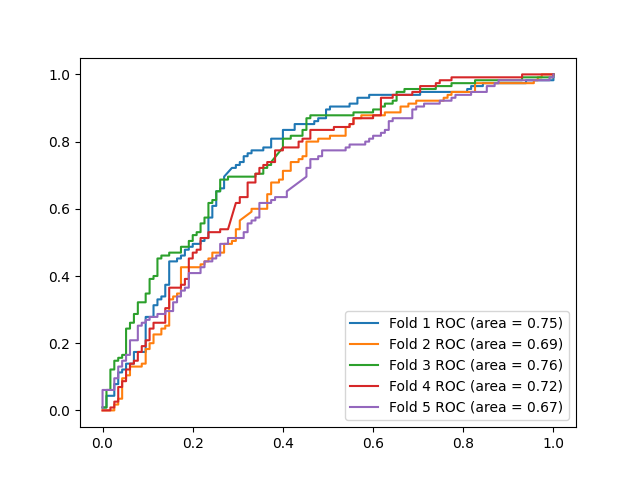 1.0
0.8
0.6
0.4
0.2
0.0
0.0 0.2 0.4 0.6 0.8 1.0
Fold 1 ROC (area = 0.75)
Fold 2 ROC (area = 0.69)
Fold 3 ROC (area = 0.76)
Fold 4 ROC (area = 0.72)
Fold 5 ROC (area = 0.67)